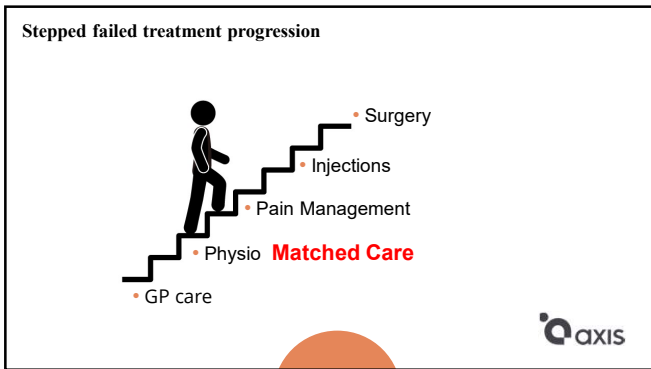 Stepped failed treatment progression
• Surgery
• Injections
• Pain Management
• Physio Matched Care
• GP care
axis